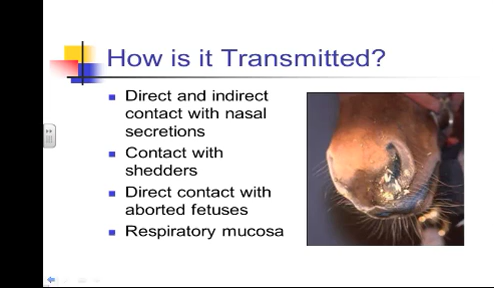 How is it Transmitted?
Direct and indirect
contact with nasal
secretions
Contact with
shedders
Direct contact with
aborted fetuses
Respiratory mucosa